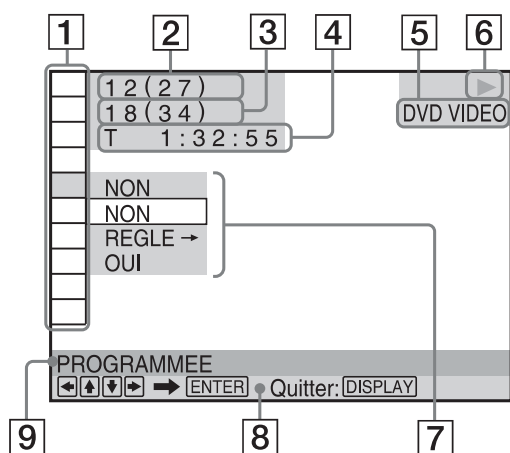 1 2 3 4 5 6
12(27)
18(34)
T 1:32:55
DVD VIDEO
NON
NON
REGLE →
OUI
PROGRAMMEE
←↑↓→ → ENTER Quitter: DISPLAY
9 8 7